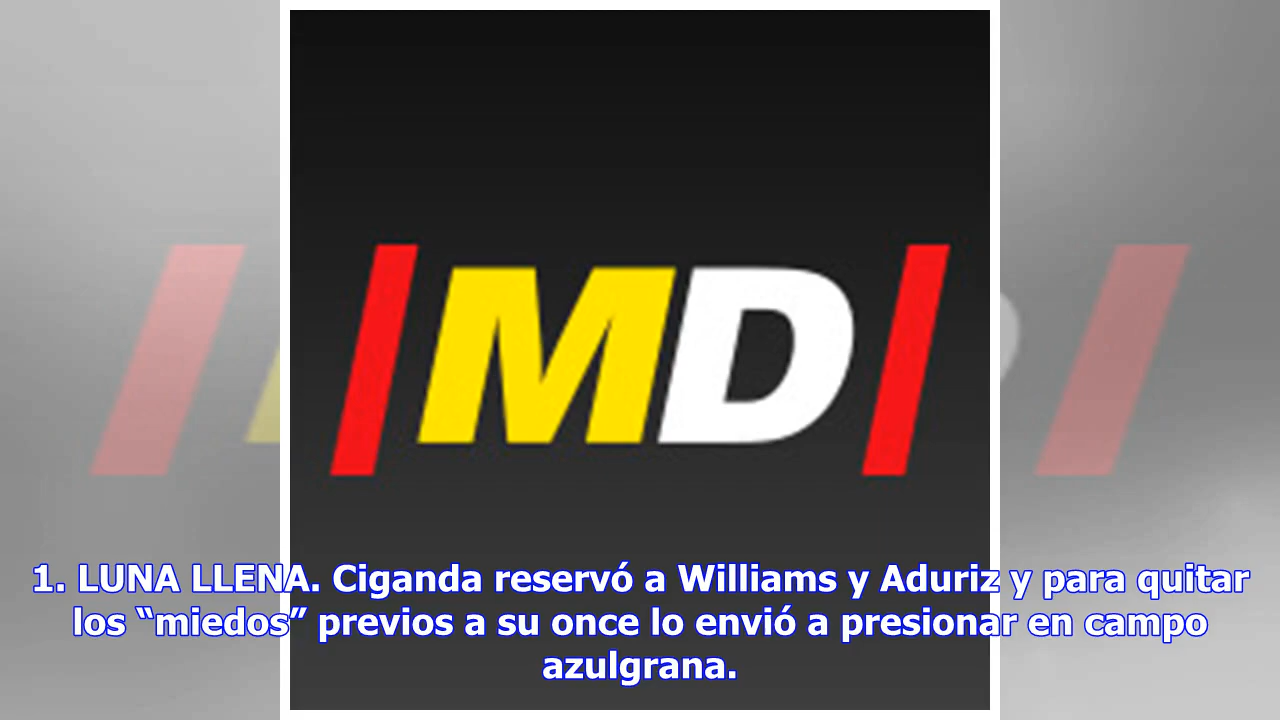 |MD|
1. LUNA LLENA. Ciganda reservó a Williams y Aduriz y para quitar
los “miedos” previos a su once lo envió a presionar en campo
azulgrana.